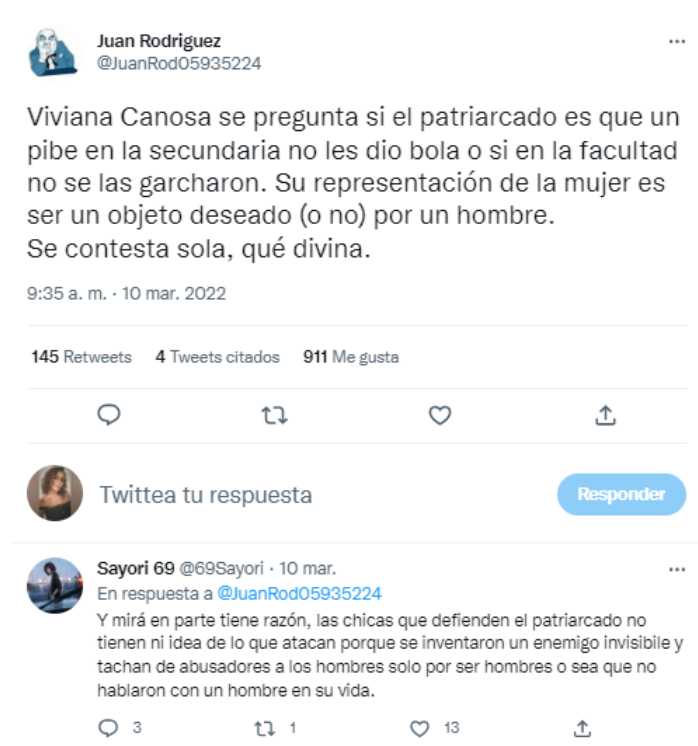 Juan Rodriguez
@JuanRod05935224
Viviana Canosa se pregunta si el patriarcado es que un
pibe en la secundaria no les dio bola o si en la facultad
no se las garcharon. Su representación de la mujer es
ser un objeto deseado (o no) por un hombre.
Se contesta sola, qué divina.
9:35 a. m. · 10 mar. 2022
145 Retweets 4 Tweets citados 911 Me gusta
Twittea tu respuesta
Responder
Sayori 69 @69Sayori · 10 mar.
En respuesta a @JuanRod05935224
Y mirá en parte tiene razón, las chicas que defienden el patriarcado no
tienen ni idea de lo que atacan porque se inventaron un enemigo invisibile y
tachan de abusadores a los hombres solo por ser hombres o sea que no
hablaron con un hombre en su vida.
3 1 13